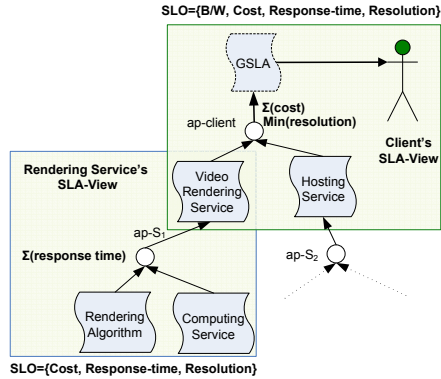 SLO={B/W, Cost, Response-time, Resolution}
GSLA
Σ(cost)
Min(resolution)
ap-client
Client's
SLA-View
Rendering Service's
SLA-View
Video
Rendering
Service
Hosting
Service
ap-S₁
ap-S₂
Σ(response time)
Rendering
Algorithm
Computing
Service
SLO={Cost, Response-time, Resolution}